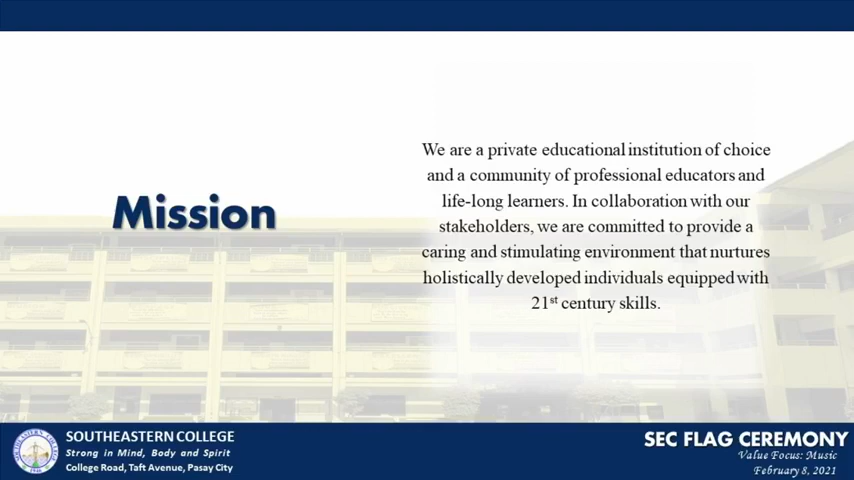 Mission
We are a private educational institution of choice
and a community of professional educators and
life-long learners. In collaboration with our
stakeholders, we are committed to provide a
caring and stimulating environment that nurtures
holistically developed individuals equipped with
21st century skills.
SOUTHEASTERN COLLEGE
Strong in Mind, Body and Spirit
College Road, Taft Avenue, Pasay City
SEC FLAG CEREMONY
Value Focus: Music
February 8, 2021